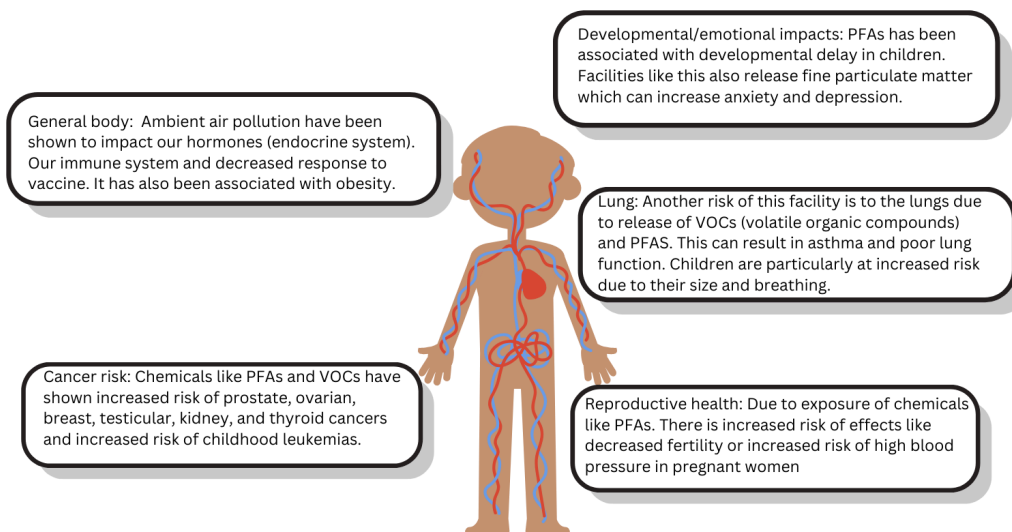 Developmental/emotional impacts: PFAs has been
associated with developmental delay in children.
Facilities like this also release fine particulate matter
which can increase anxiety and depression.
General body:  Ambient air pollution have been
shown to impact our hormones (endocrine system).
Our immune system and decreased response to
vaccine. It has also been associated with obesity.
Lung: Another risk of this facility is to the lungs due
to release of VOCs (volatile organic compounds)
and PFAS. This can result in asthma and poor lung
function. Children are particularly at increased risk
due to their size and breathing.
Cancer risk: Chemicals like PFAs and VOCs have
shown increased risk of prostate, ovarian,
breast, testicular, kidney, and thyroid cancers
and increased risk of childhood leukemias.
Reproductive health: Due to exposure of chemicals
like PFAs. There is increased risk of effects like
decreased fertility or increased risk of high blood
pressure in pregnant women